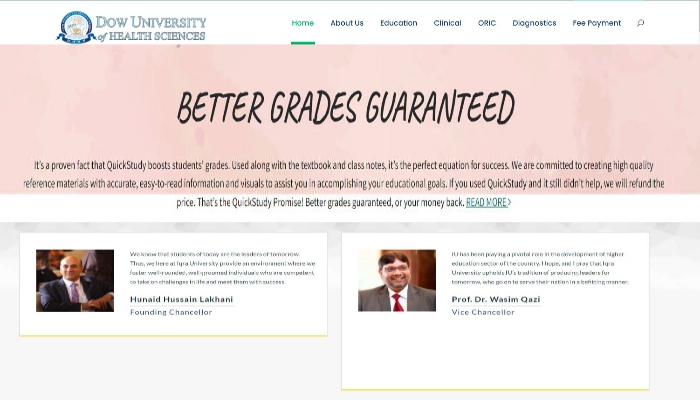 DOW UNIVERSITY
of HEALTH SCIENCES
Home About Us Education Clinical ORIC Diagnostics Fee Payment
BETTER GRADES GUARANTEED
It's a proven fact that QuickStudy boosts students' grades. Used along with the textbook and class notes, it's the perfect equation for success. We are committed to creating high quality
reference materials with accurate, easy-to-read information and visuals to assist you in accomplishing your educational goals. If you used QuickStudy and it still didn't help, we will refund the
price. That's the QuickStudy Promise! Better grades guaranteed, or your money back. READ MORE>
We know that students of today are the leaders of tomorrow.
Thus, we here at Iqra University provide an environment where we
foster well-rounded, well-groomed individuals who are competent
to take on challenges in life and meet them with success.
Hunaid Hussain Lakhani
Founding Chancellor
IU has been playing a pivotal role in the development of higher
education sector of the country. I hope, and I pray that Iqra
University upholds IU's tradition of producing leaders for
tomorrow, who go on to serve their nation in a befitting manner.
Prof. Dr. Wasim Qazi
Vice Chancellor